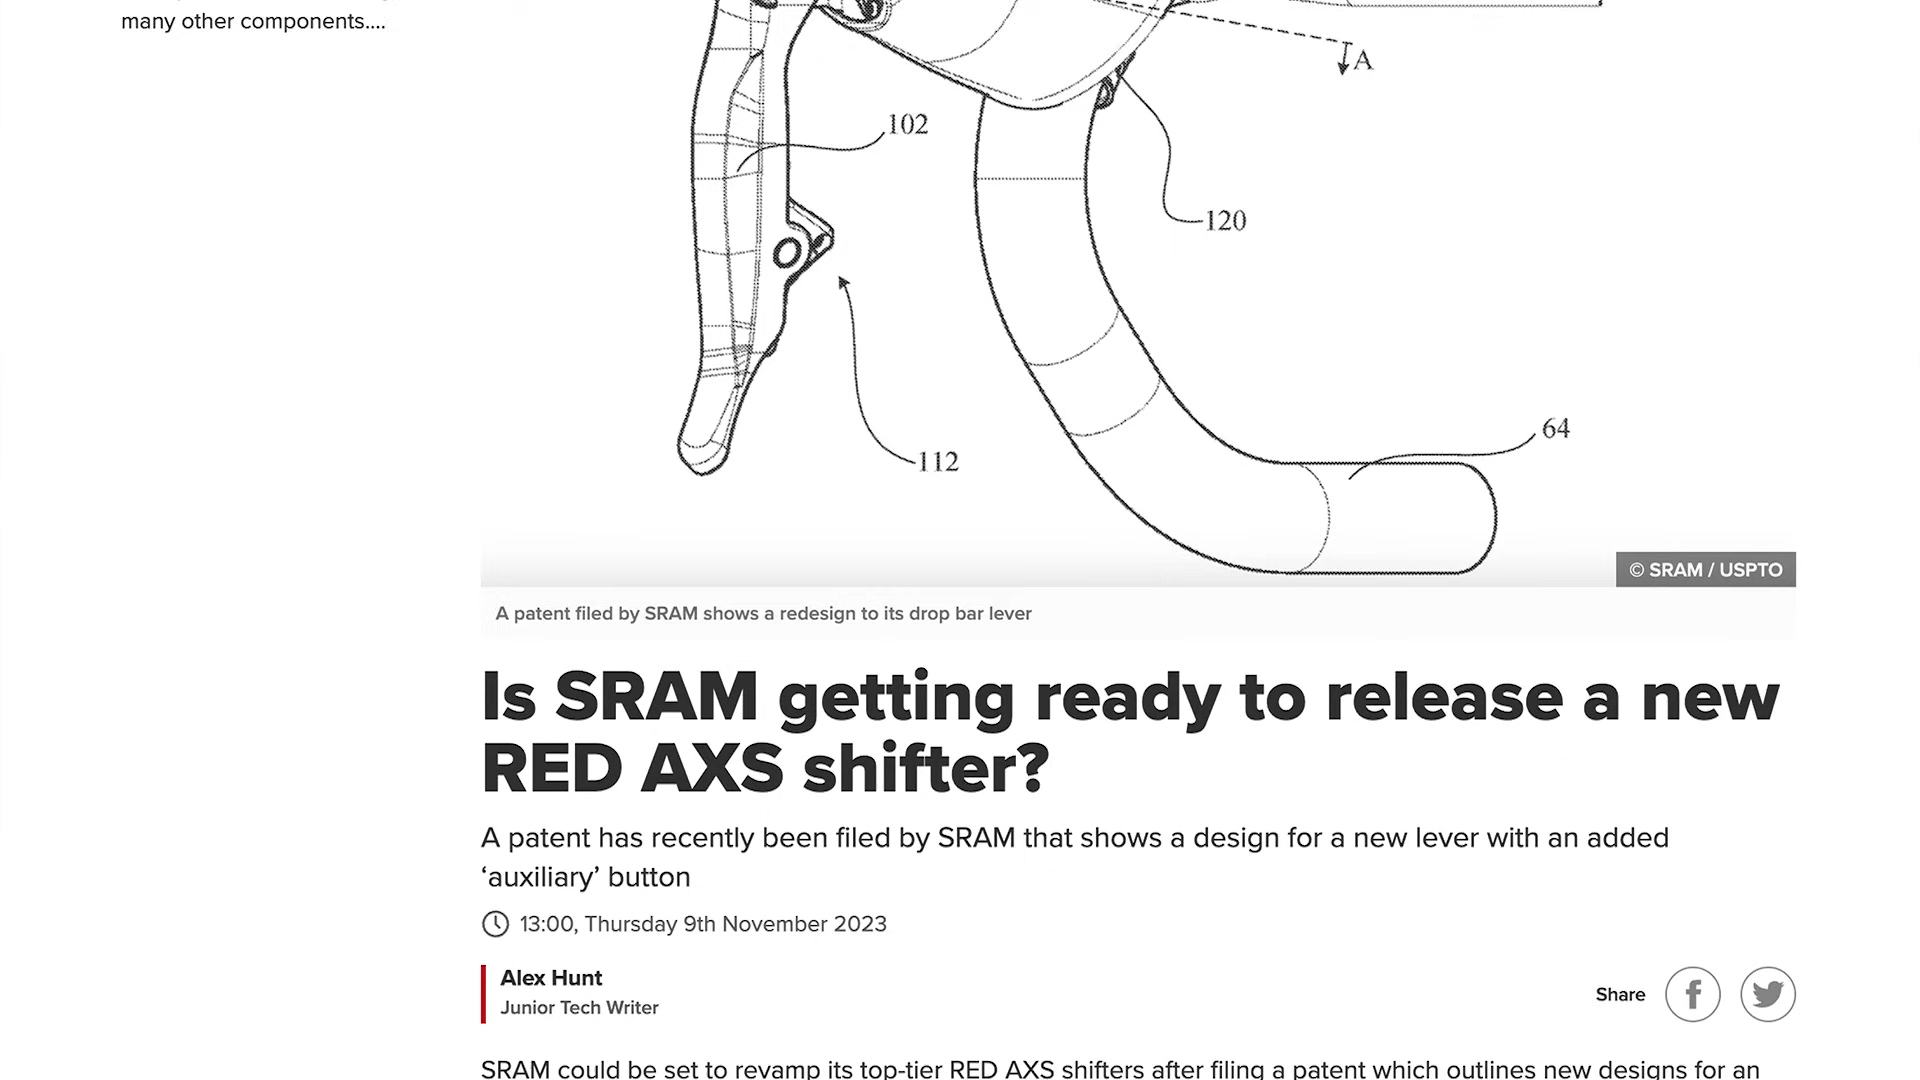 many other components....
A
102
120
112
64
© SRAM / USPTO
A patent filed by SRAM shows a redesign to its drop bar lever
Is SRAM getting ready to release a new
RED AXS shifter?
A patent has recently been filed by SRAM that shows a design for a new lever with an added
‘auxiliary’ button
13:00, Thursday 9th November 2023
Alex Hunt
Junior Tech Writer
Share
SRAM could be set to revamp its top-tier RED AXS shifters after filing a patent which outlines new designs for an